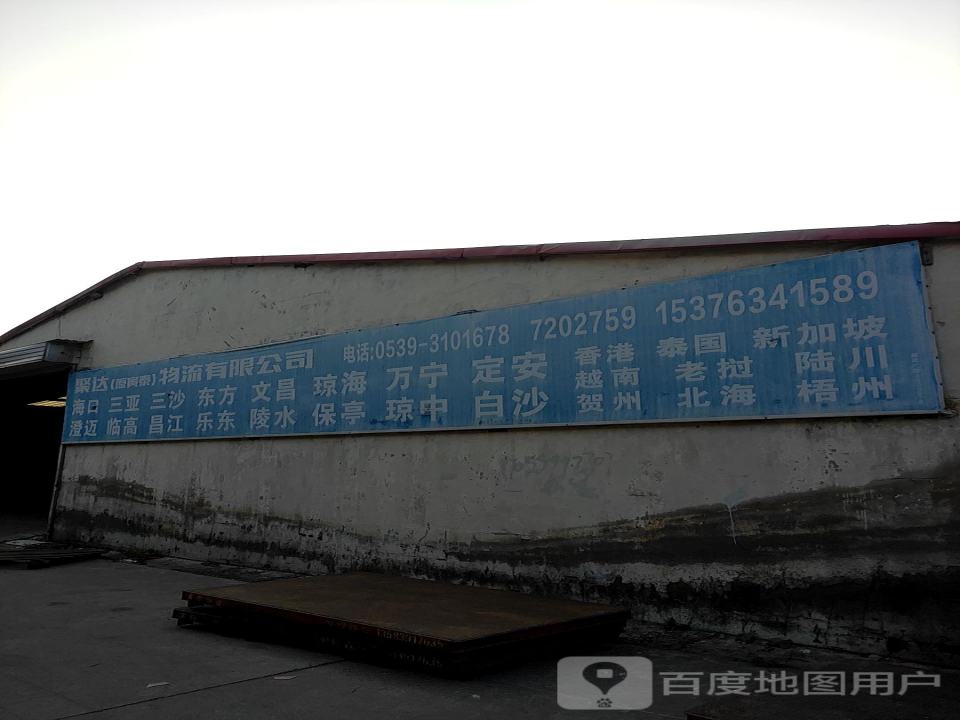 聚达(原寅泰)物流有限公司 电话:0539-3101678 7202759 15376341589
海口 三亚 三沙 东方 文昌 琼海 万宁 定安 香港 泰国 新加坡
越南 老挝 陆川
澄迈 临高 昌江 乐东 陵水 保亭 琼中 白沙 贺州 北海 梧州
百度地图用户